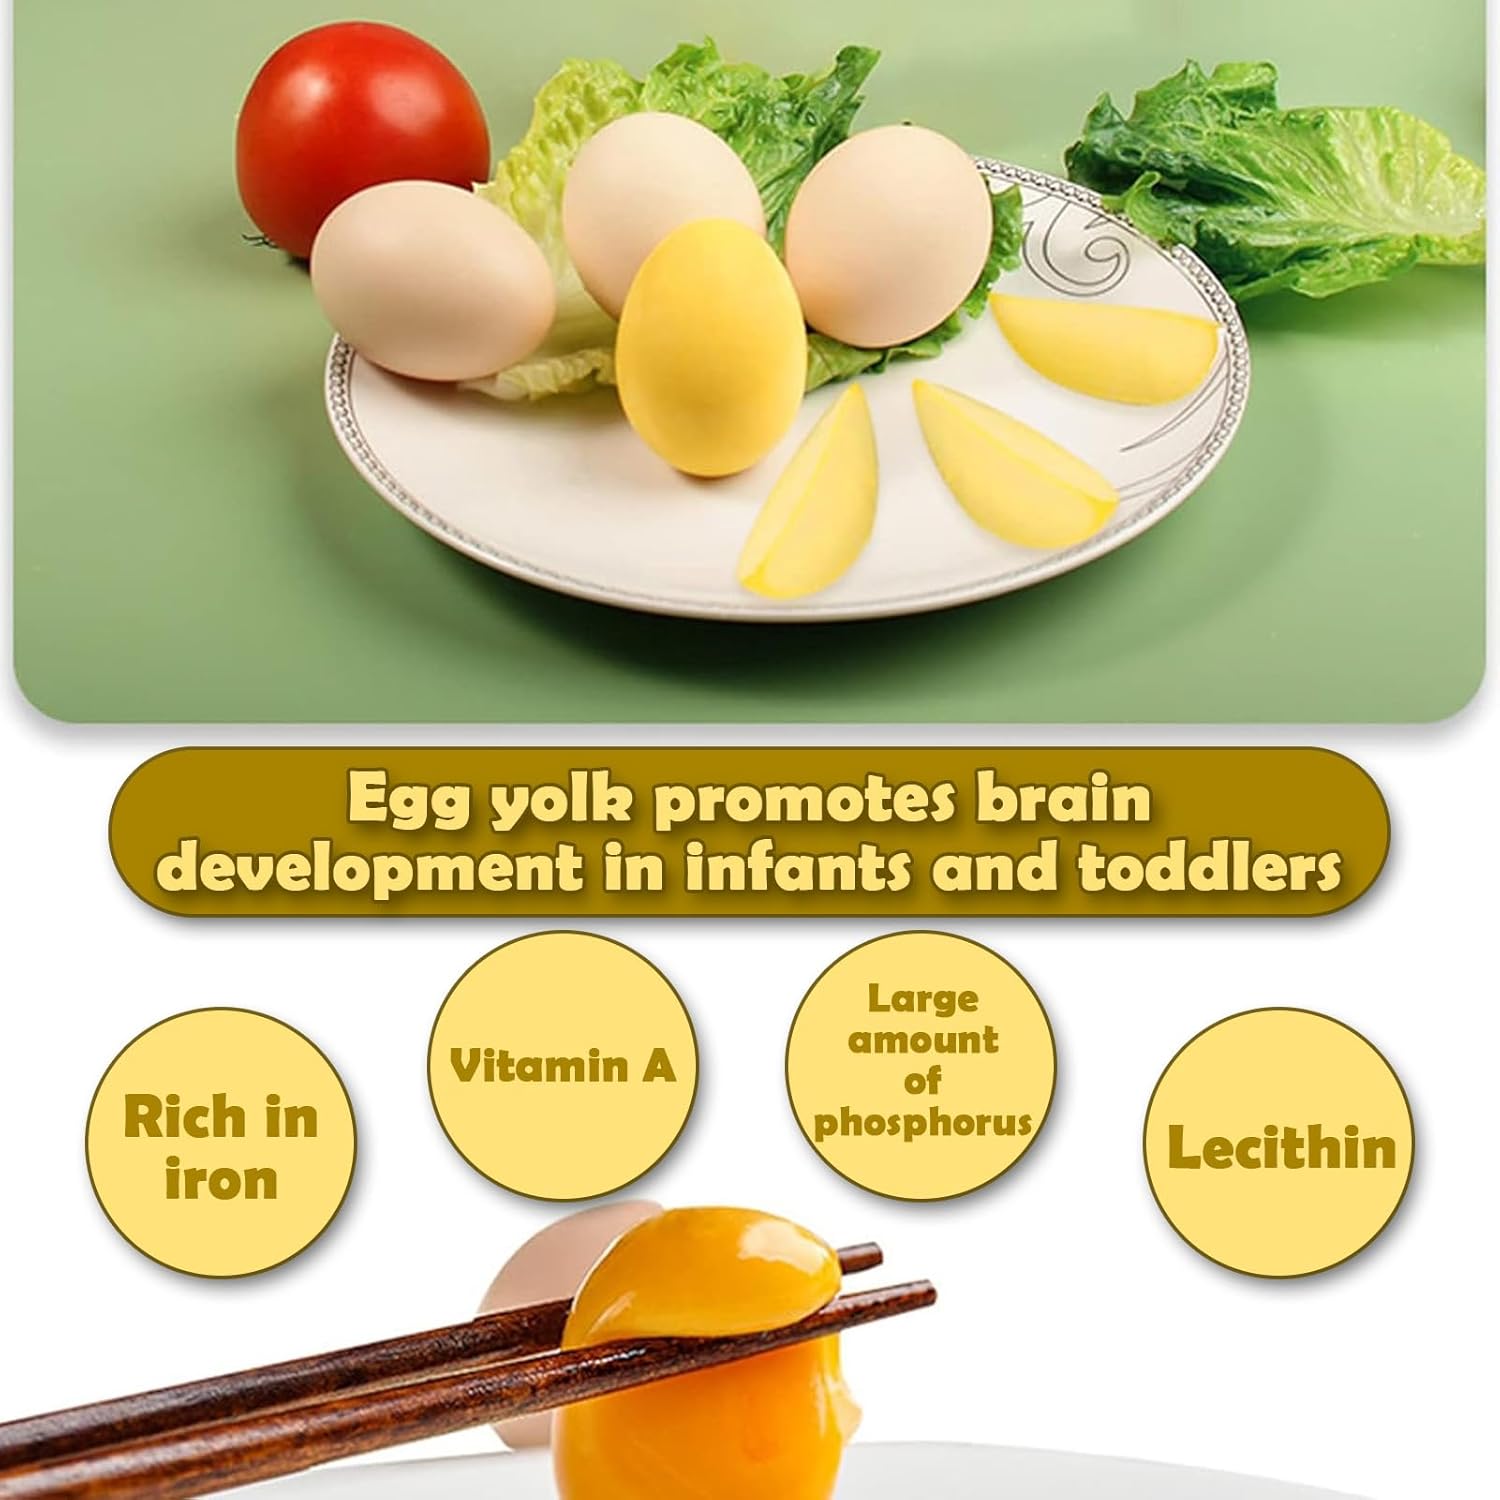 Egg yolk promotes brain
development in infants and toddlers
Rich in
iron
Vitamin A
Large
amount
of
phosphorus
Lecithin